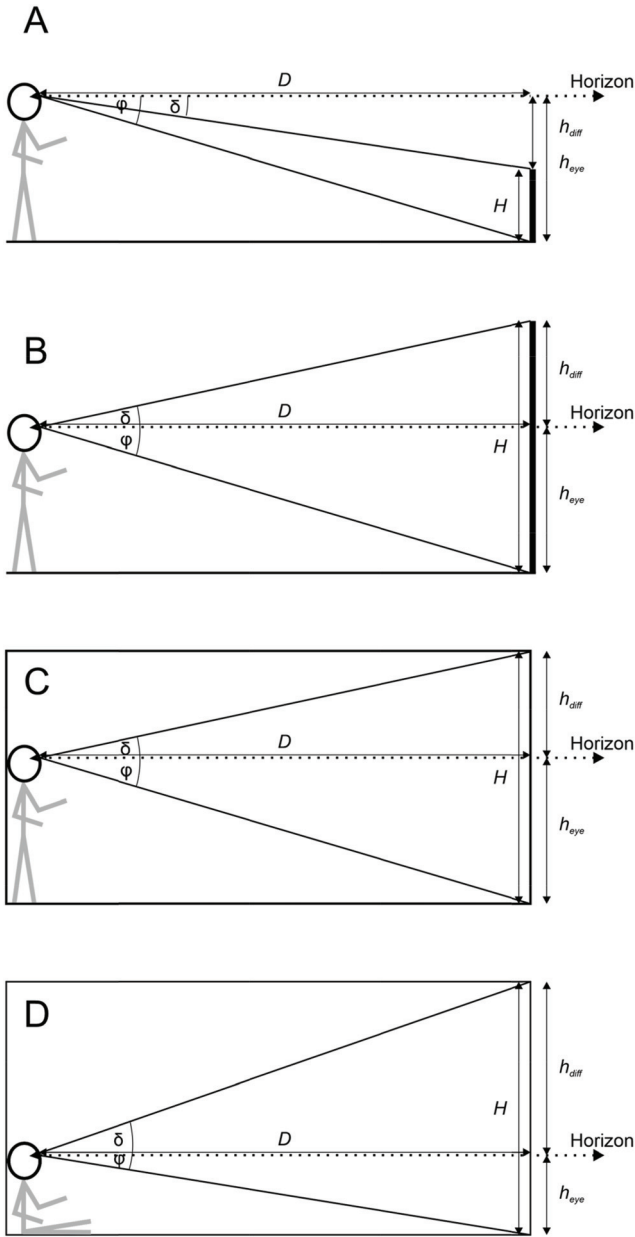 A
D
Horizon
φ
δ
h_diff
h_eye
H
B
h_diff
δ
D
Horizon
φ
H
h_eye
C
h_diff
δ
D
Horizon
φ
H
h_eye
D
h_diff
H
δ
D
Horizon
φ
h_eye